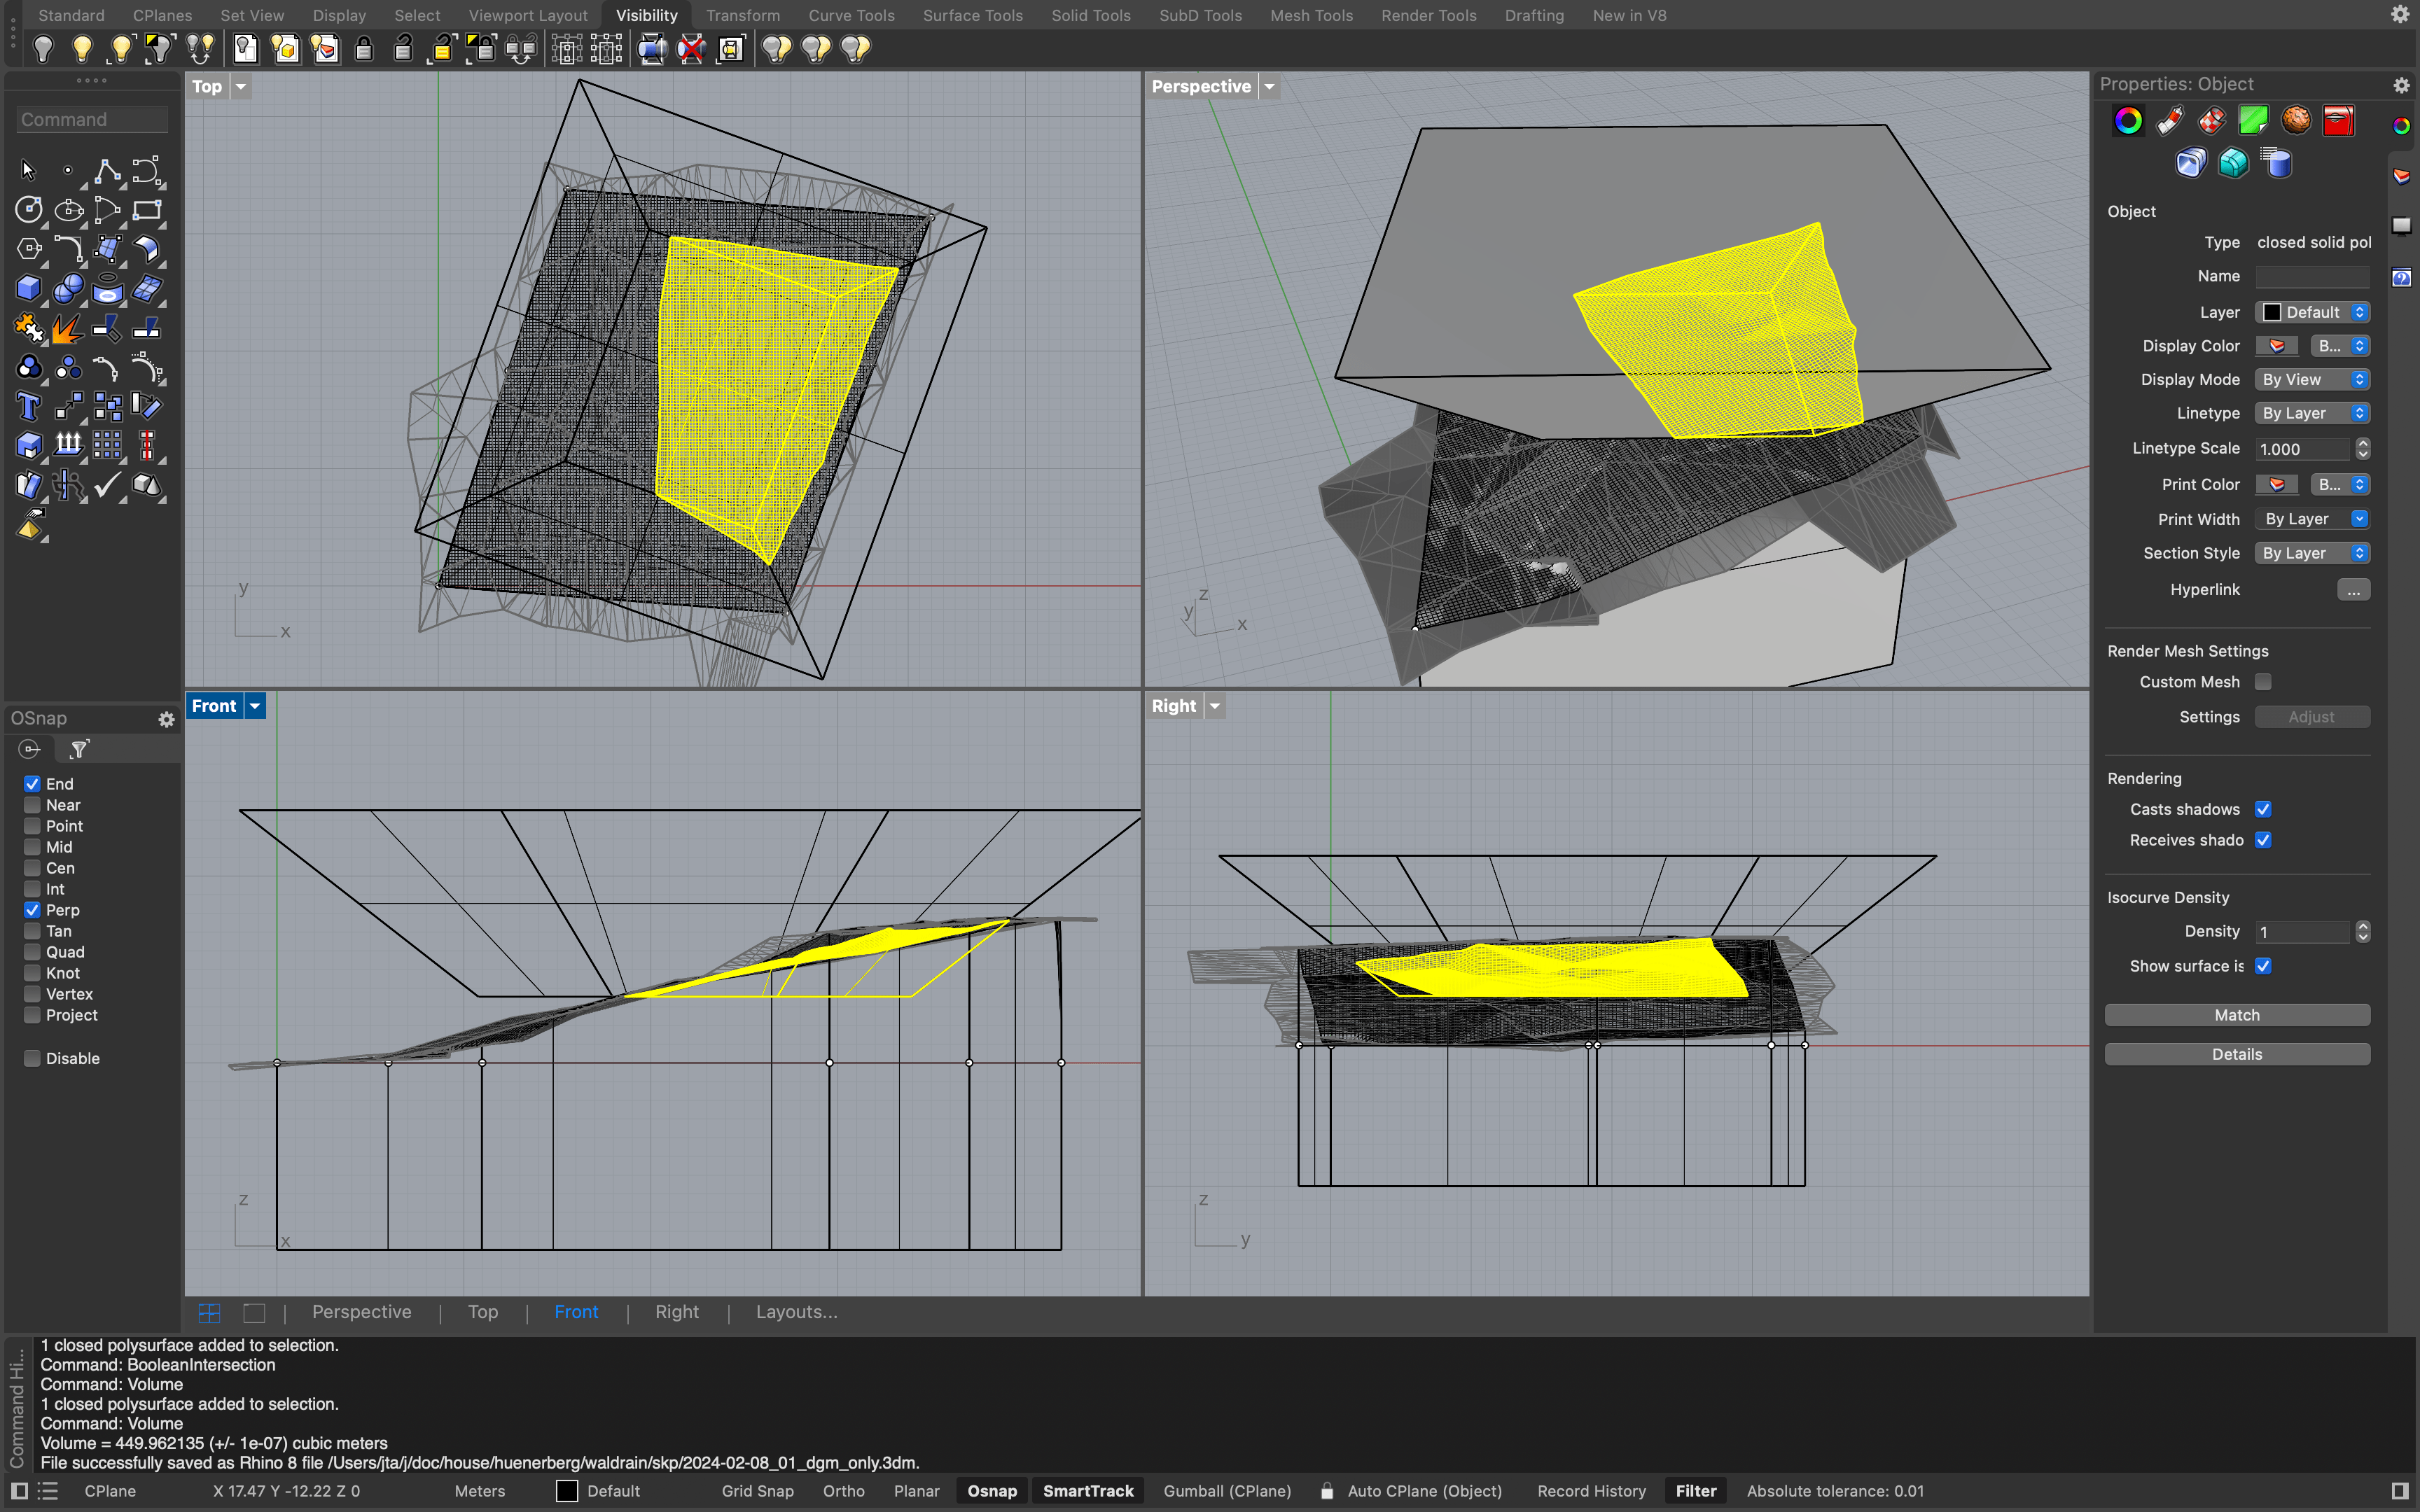 Standard CPlanes Set View Display Select Viewport Layout Visibility Transform Curve Tools Surface Tools Solid Tools SubD Tools Mesh Tools Render Tools Drafting New in V8
Command
Top
y
x
Perspective
z
y
x
Front
z
x
Right
z
y
OSnap
End
Near
Point
Mid
Cen
Int
Perp
Tan
Quad
Knot
Vertex
Project
Disable
Properties: Object
Object
Type closed solid pol
Name
Layer Default
Display Color B...
Display Mode By View
Linetype By Layer
Linetype Scale 1.000
Print Color B...
Print Width By Layer
Section Style By Layer
Hyperlink ...
Render Mesh Settings
Custom Mesh
Settings Adjust
Rendering
Casts shadows
Receives shado
Isocurve Density
Density 1
Show surface is
Match
Details
Perspective | Top | Front | Right | Layouts...
Command Hi...
1 closed polysurface added to selection.
Command: BooleanIntersection
Command: Volume
1 closed polysurface added to selection.
Command: Volume
Volume = 449.962135 (+/- 1e-07) cubic meters
File successfully saved as Rhino 8 file /Users/jta/j/doc/house/huenerberg/waldrain/skp/2024-02-08_01_dgm_only.3dm.
CPlane X 17.47 Y -12.22 Z 0 Meters Default Grid Snap Ortho Planar Osnap SmartTrack Gumball (CPlane) Auto CPlane (Object) Record History Filter Absolute tolerance: 0.01